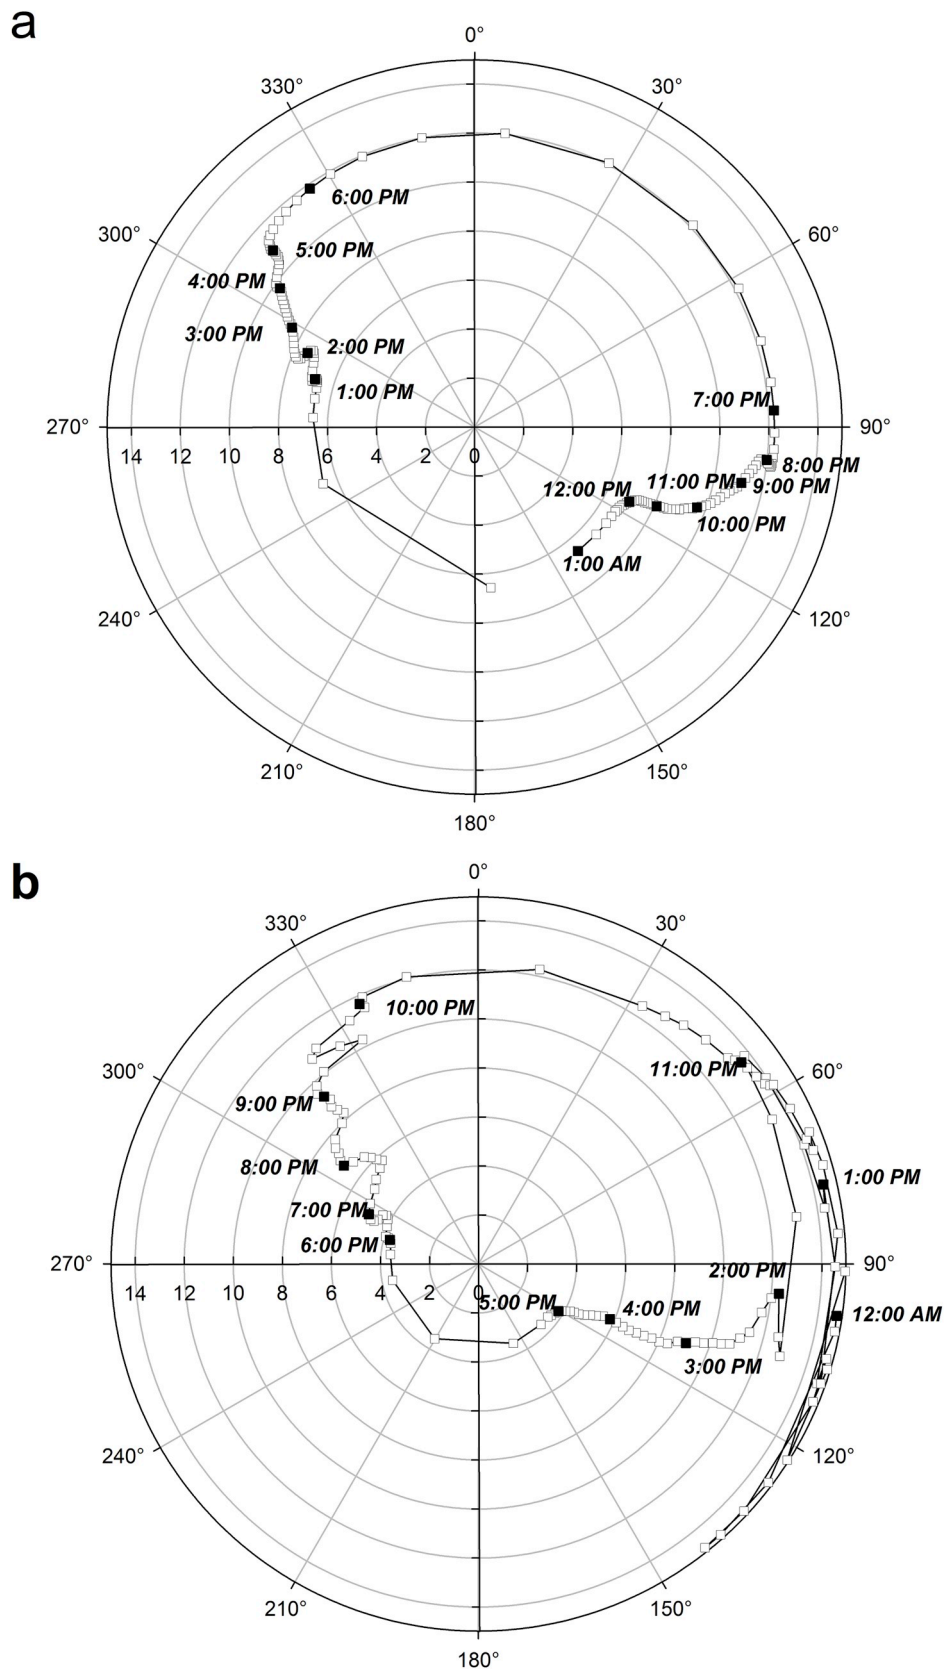 a
0°
330° 30°
6:00 PM
300° 5:00 PM 60°
4:00 PM
3:00 PM 2:00 PM
1:00 PM 7:00 PM
270° 90°
14 12 10 8 6 4 2 0 8:00 PM
12:00 PM 11:00 PM 9:00 PM
10:00 PM
1:00 AM
240° 120°
210° 150°
180°
b
0°
330° 30°
10:00 PM
11:00 PM
300° 60°
9:00 PM
8:00 PM 1:00 PM
7:00 PM
6:00 PM
270° 2:00 PM 90°
14 12 10 8 6 4 2 0 5:00 PM 4:00 PM 12:00 AM
3:00 PM
240° 120°
210° 150°
180°